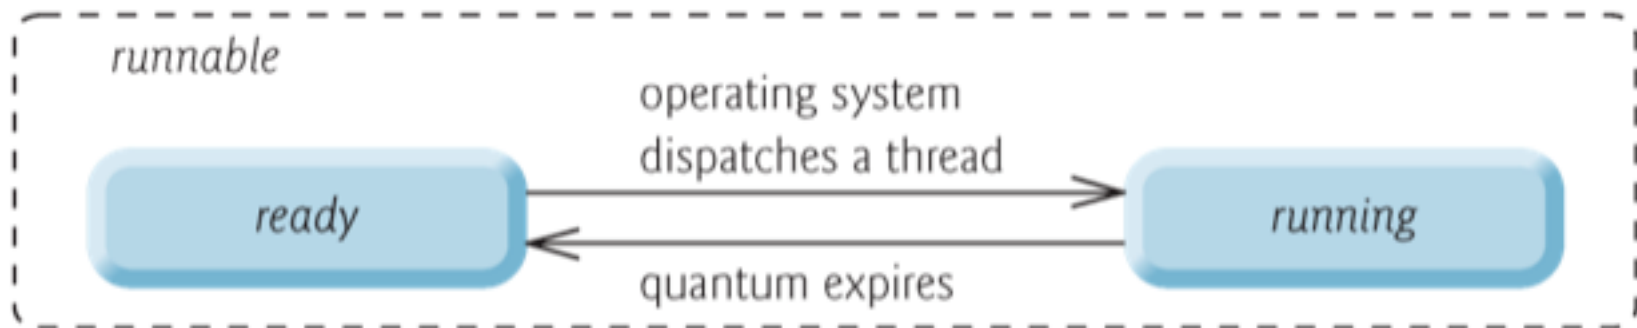 runnable
operating system
dispatches a thread
ready
running
quantum expires